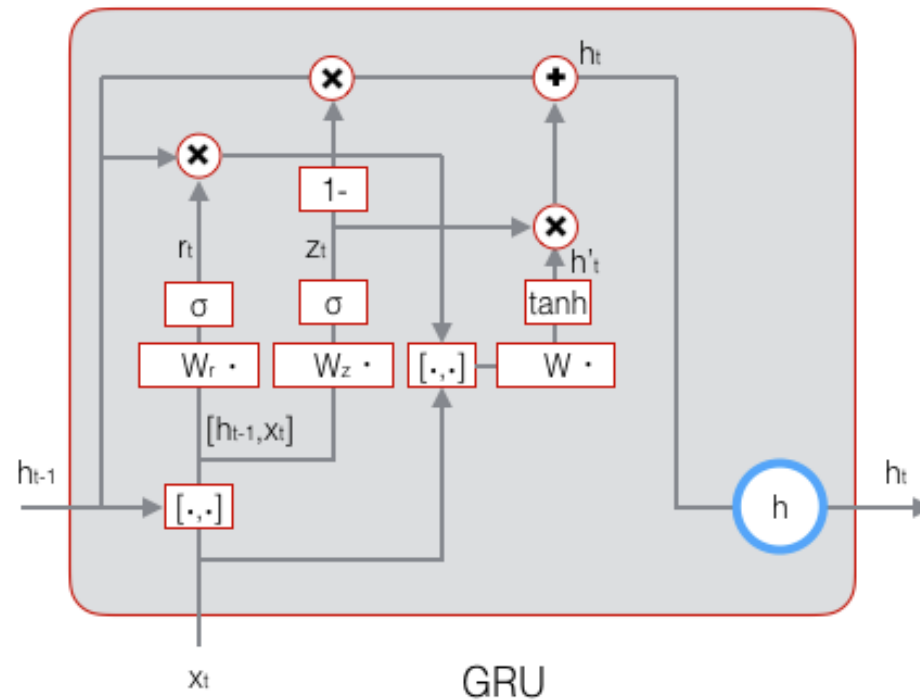 hₜ
1-
rₜ
zₜ
h'ₜ
σ
σ
tanh
Wᵣ ·
W_z ·
[·,·]
W ·
[hₜ₋₁,xₜ]
hₜ₋₁
[·,·]
h
hₜ
xₜ
GRU